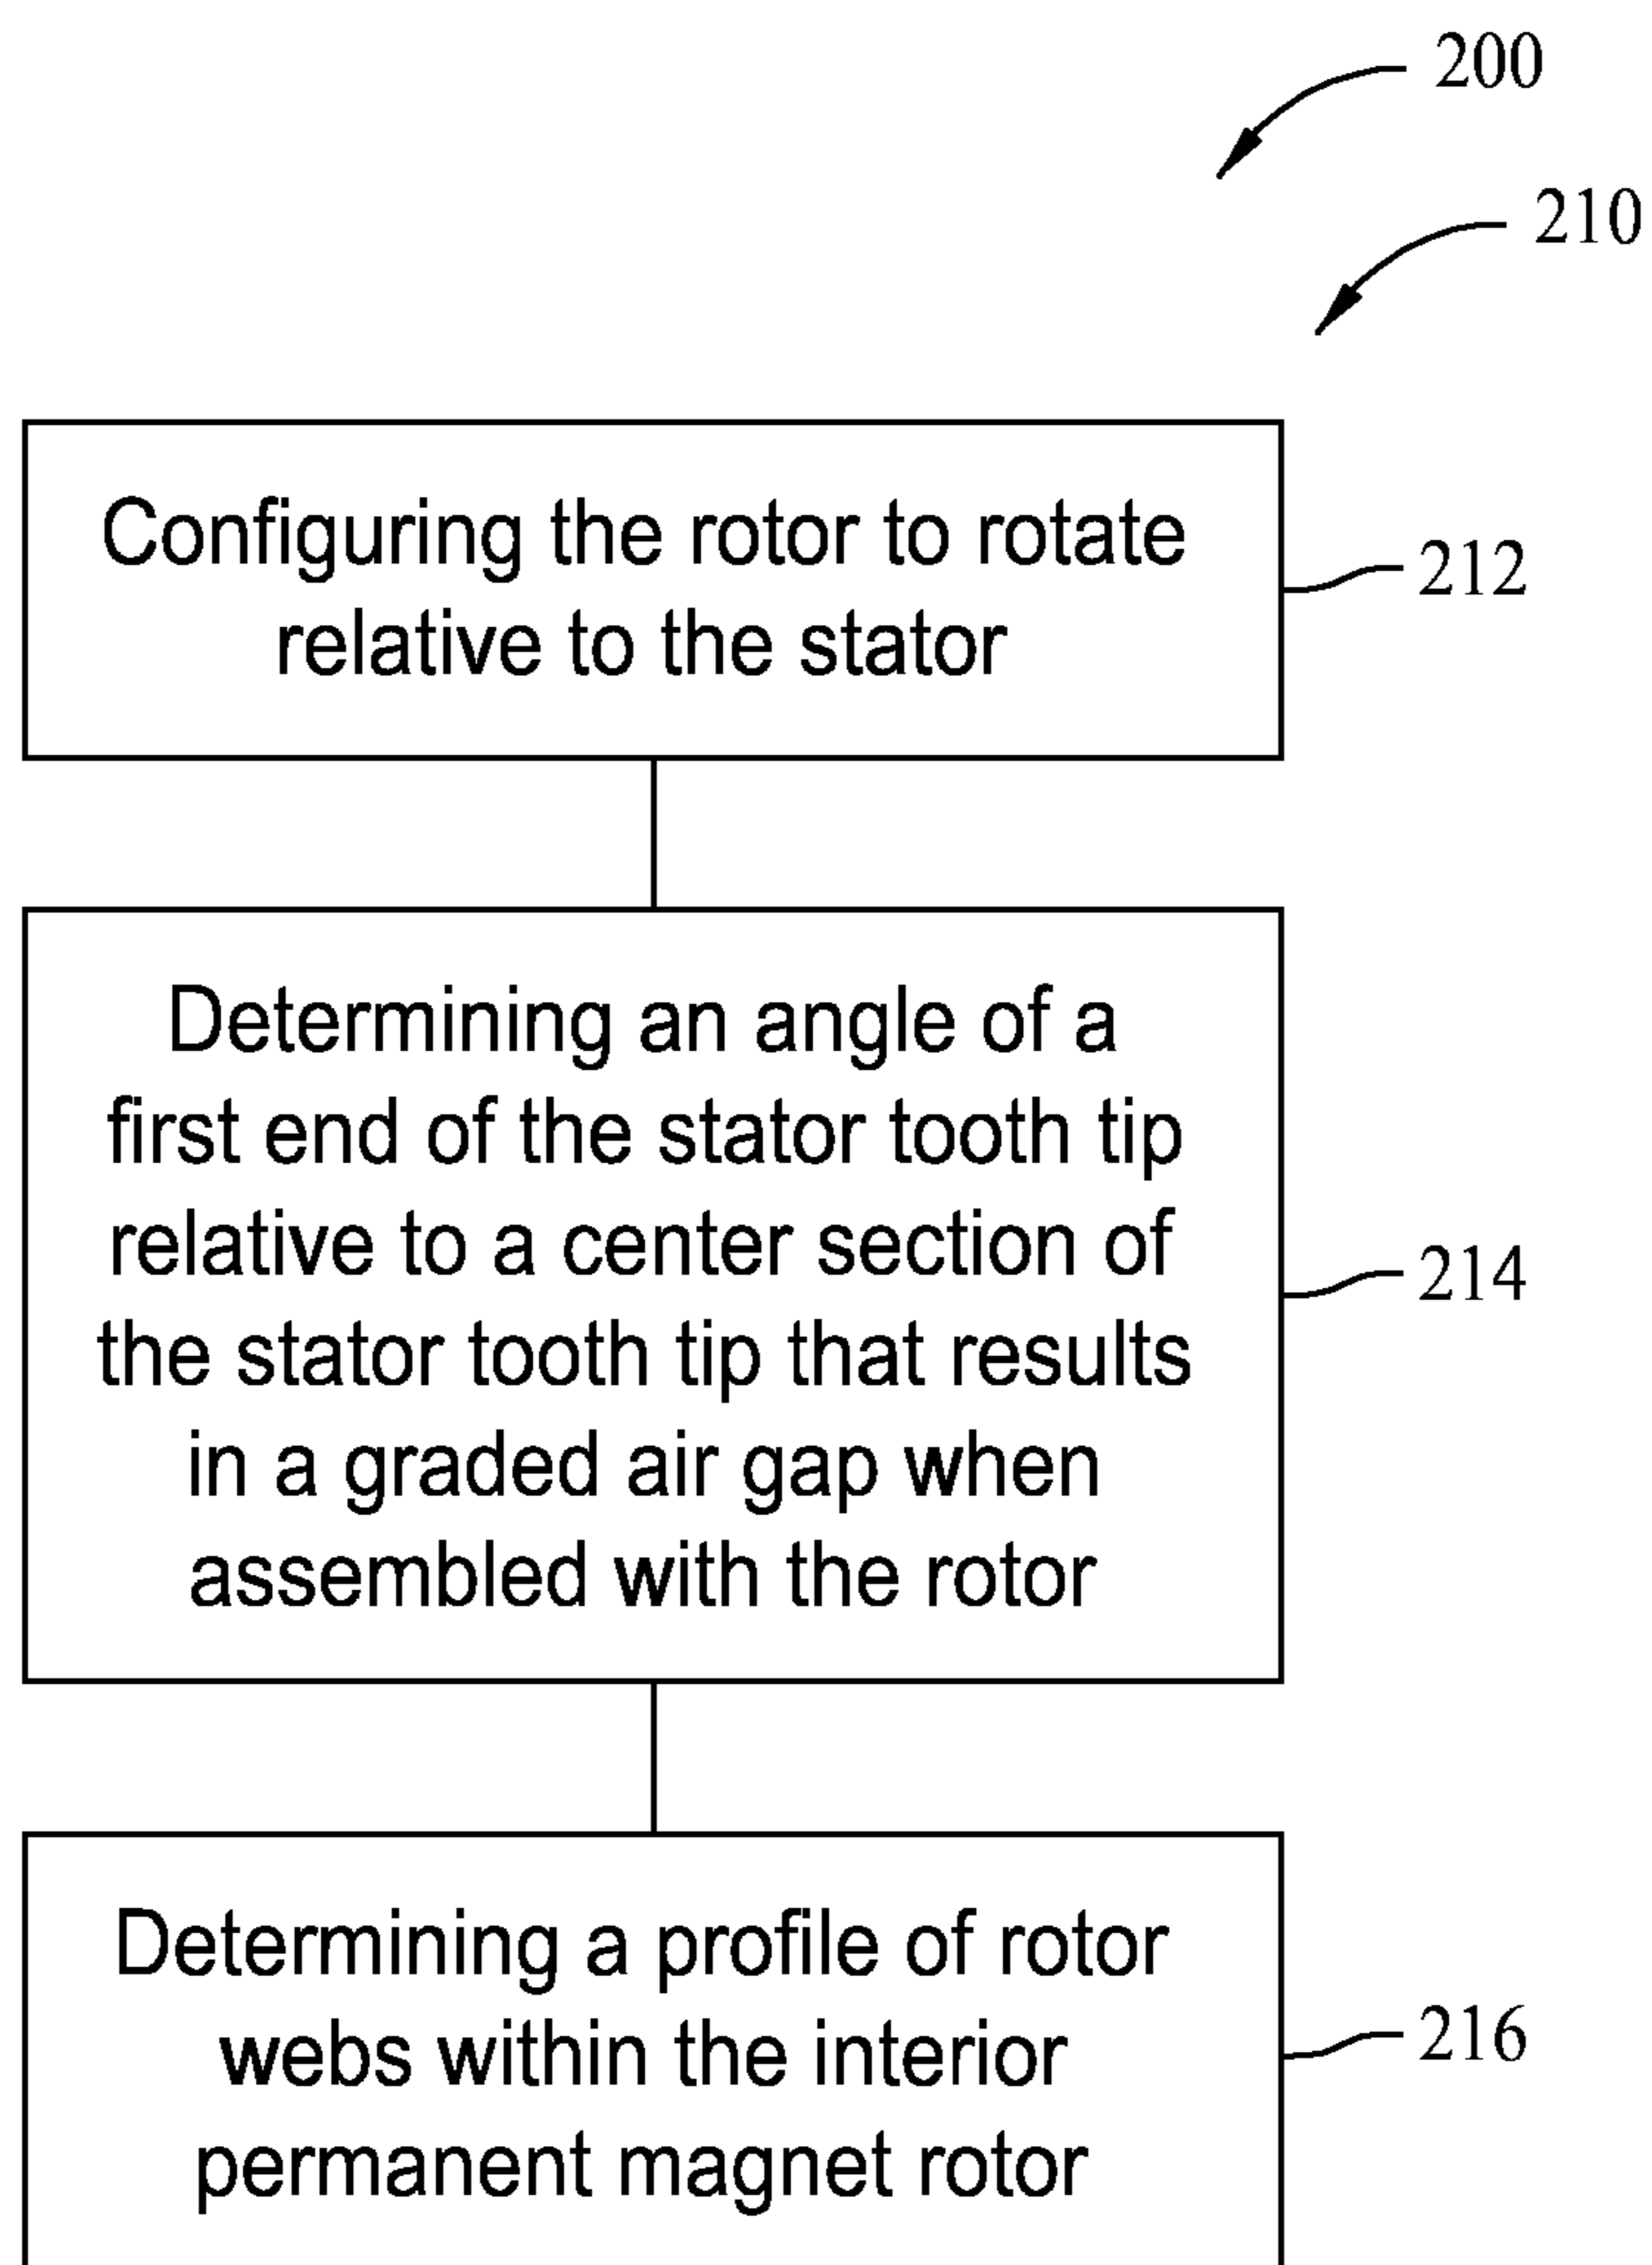 200
210
Configuring the rotor to rotate
relative to the stator
212
Determining an angle of a
first end of the stator tooth tip
relative to a center section of
the stator tooth tip that results
in a graded air gap when
assembled with the rotor
214
Determining a profile of rotor
webs within the interior
permanent magnet rotor
216